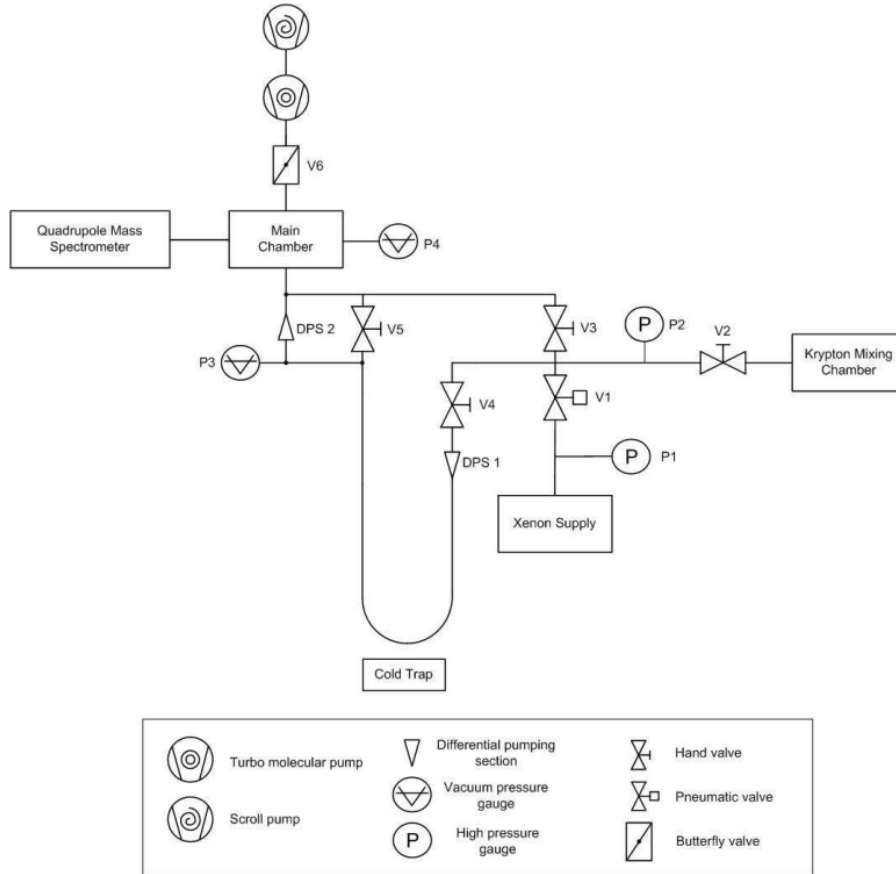 V6
Quadrupole Mass
Spectrometer
Main
Chamber
P4
DPS 2
V5
V3
P
P2
V2
Krypton Mixing
Chamber
P3
V4
V1
DPS 1
P
P1
Xenon Supply
Cold Trap
Turbo molecular pump
Scroll pump
Differential pumping
section
Vacuum pressure
gauge
P
High pressure
gauge
Hand valve
Pneumatic valve
Butterfly valve